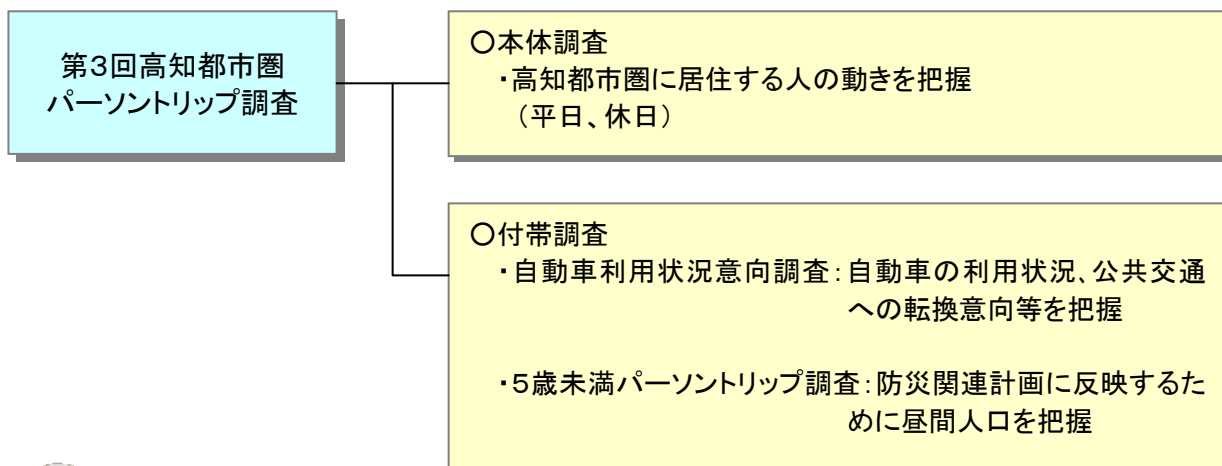 第3回高知都市圏
パーソントリップ調査
○本体調査
・高知都市圏に居住する人の動きを把握
（平日、休日）
○付帯調査
・自動車利用状況意向調査：自動車の利用状況、公共交通
への転換意向等を把握
・5歳未満パーソントリップ調査：防災関連計画に反映するた
めに昼間人口を把握